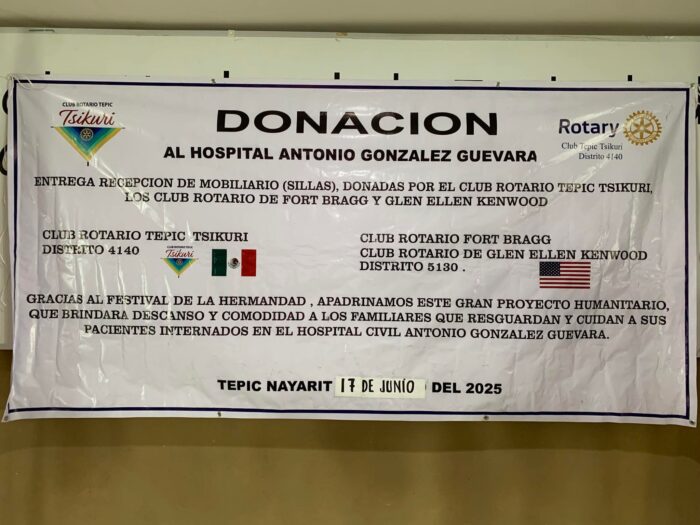 CLUB ROTARIO TEPIC
Tsikuri
DONACION
Rotary
Club Tepic Tsikuri
Distrito 4140
AL HOSPITAL ANTONIO GONZALEZ GUEVARA
ENTREGA RECEPCION DE MOBILIARIO (SILLAS), DONADAS POR EL CLUB ROTARIO TEPIC TSIKURI,
LOS CLUB ROTARIO DE FORT BRAGG Y GLEN ELLEN KENWOOD
CLUB ROTARIO TEPIC TSIKURI
DISTRITO 4140
CLUB ROTARIO TEPIC
Tsikuri
CLUB ROTARIO FORT BRAGG
CLUB ROTARIO DE GLEN ELLEN KENWOOD
DISTRITO 5130 .
GRACIAS AL FESTIVAL DE LA HERMANDAD , APADRINAMOS ESTE GRAN PROYECTO HUMANITARIO,
QUE BRINDARA DESCANSO Y COMODIDAD A LOS FAMILIARES QUE RESGUARDAN Y CUIDAN A SUS
PACIENTES INTERNADOS EN EL HOSPITAL CIVIL ANTONIO GONZALEZ GUEVARA.
TEPIC NAYARIT 17 DE JUNIO DEL 2025